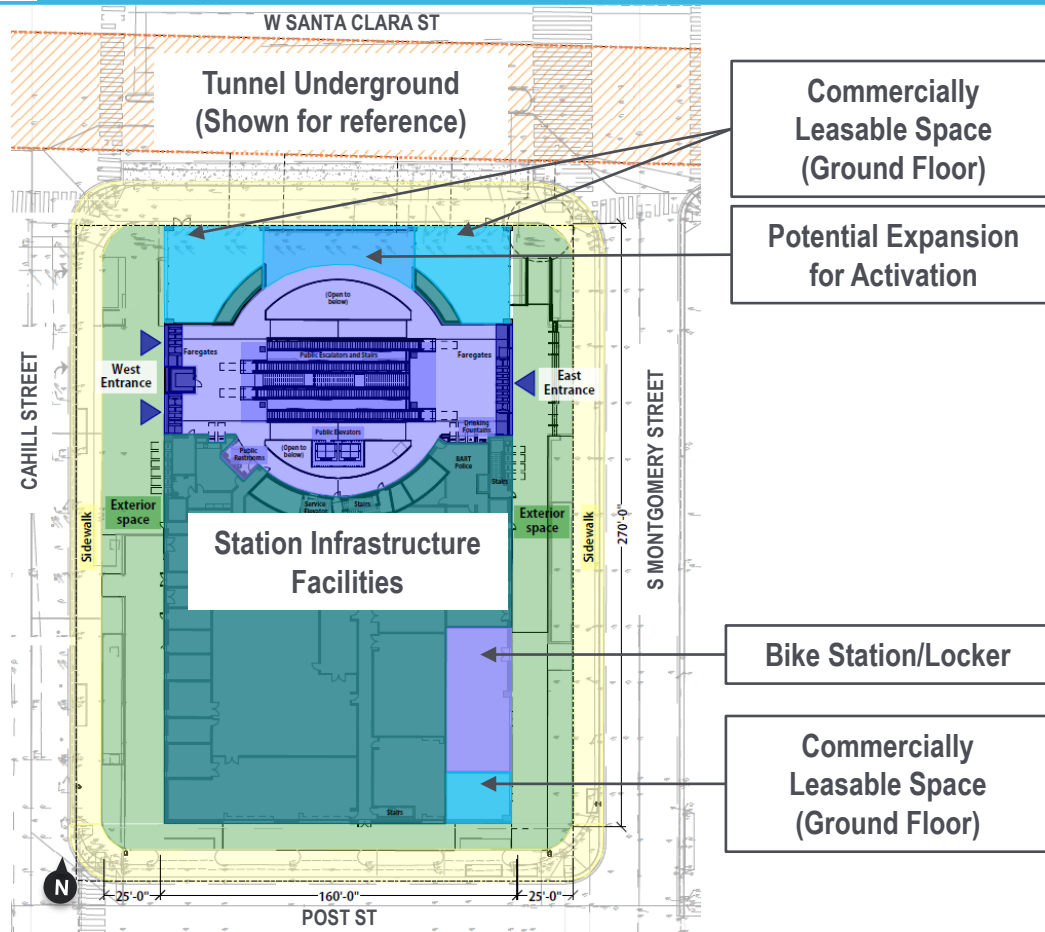 W SANTA CLARA ST
Tunnel Underground
(Shown for reference)
Commercially
Leasable Space
(Ground Floor)
Potential Expansion
for Activation
(Open to
below)
Faregates
Public Escalators and Stairs
Faregates
West
Entrance
East
Entrance
CAHILL STREET
S MONTGOMERY STREET
Public Elevators
Drinking
Fountains
Public
Restrooms
(Open to
below)
BART
Police
Stairs
Service
Elevator
Stairs
Exterior
space
Exterior
space
Sidewalk
Sidewalk
270'-0"
Station Infrastructure
Facilities
Bike Station/Locker
Commercially
Leasable Space
(Ground Floor)
Stairs
N
25'-0"
160'-0"
25'-0"
POST ST